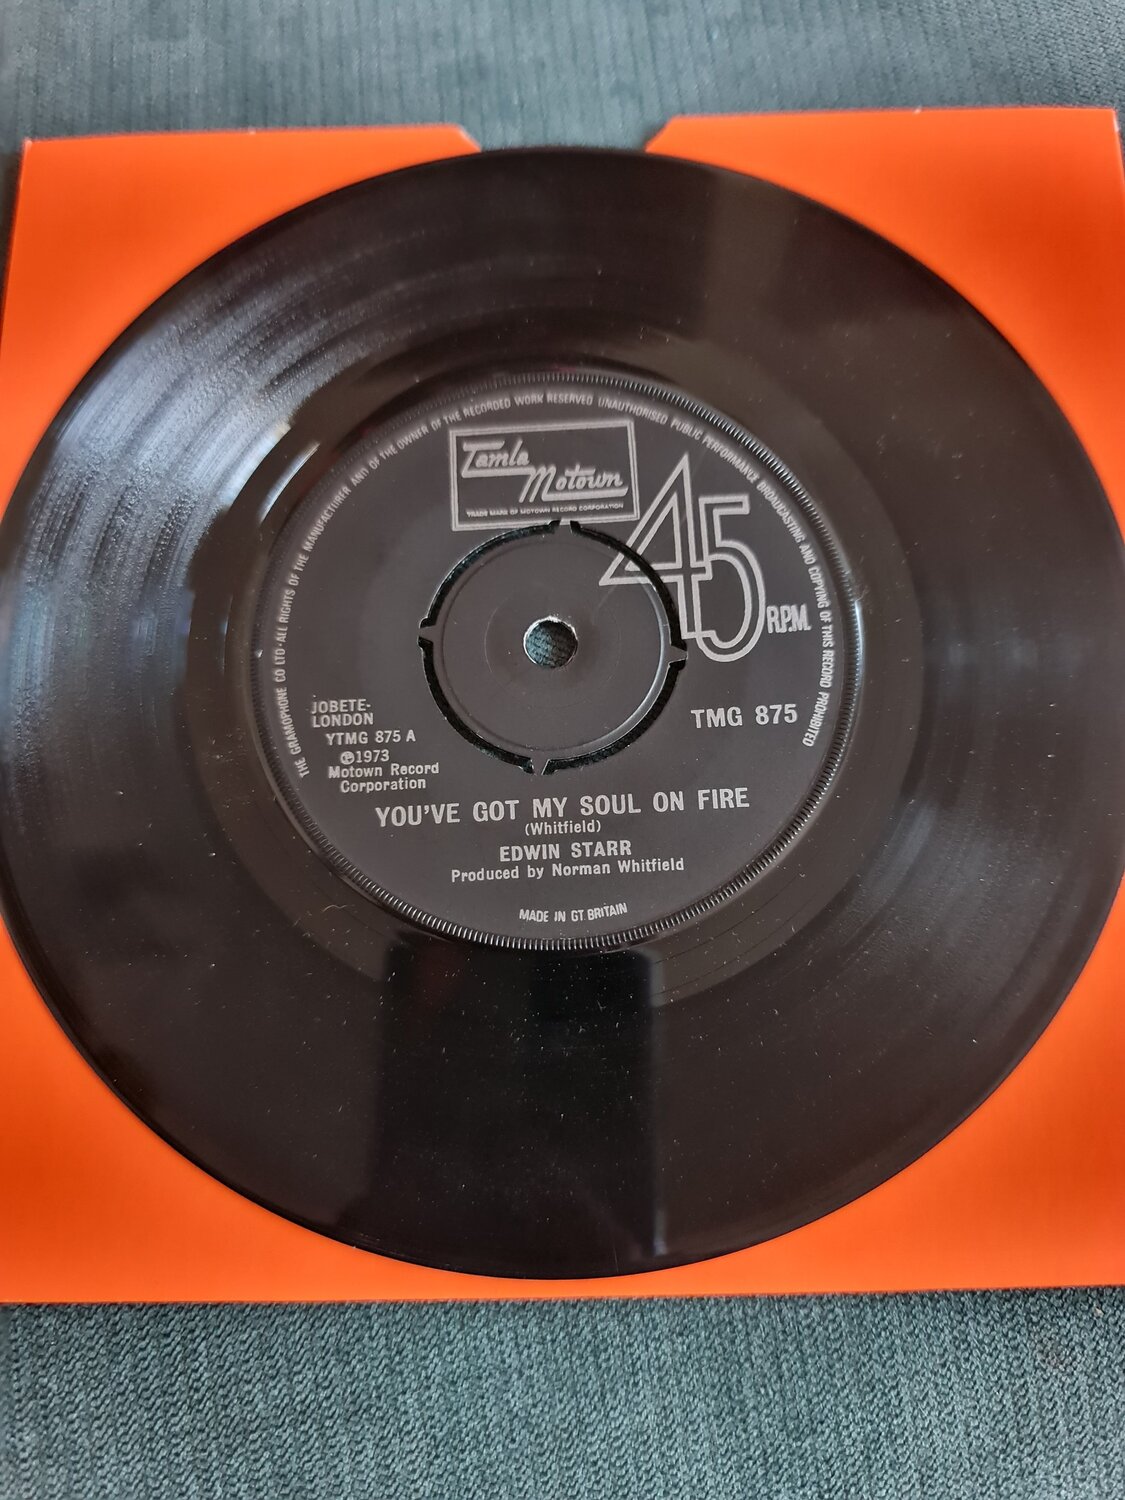 THE GRAMOPHONE CO LTD·ALL RIGHTS OF THE MANUFACTURER AND OF THE OWNER OF THE RECORDED WORK RESERVED UNAUTHORISED PUBLIC PERFORMANCE BROADCASTING AND COPYING OF THIS RECORD PROHIBITED
Tamla
Motown
TRADE MARK OF MOTOWN RECORD CORPORATION
45
R.P.M.
JOBETE-
LONDON
YTMG 875 A
℗1973
Motown Record
Corporation
TMG 875
YOU'VE GOT MY SOUL ON FIRE
(Whitfield)
EDWIN STARR
Produced by Norman Whitfield
MADE IN GT. BRITAIN